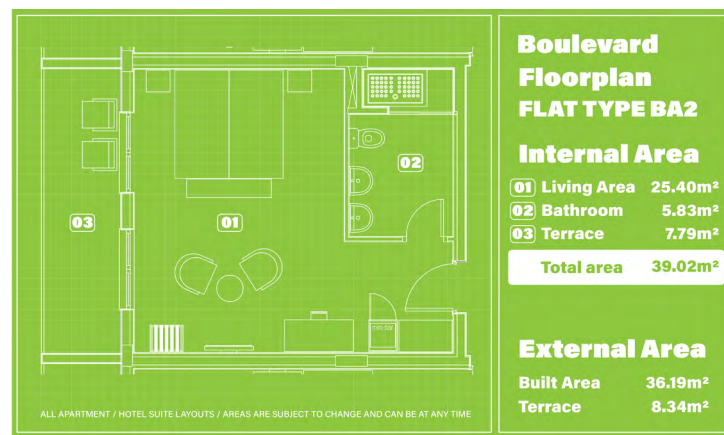 Boulevard
Floorplan
FLAT TYPE BA2
Internal Area
01 Living Area 25.40m²
02 Bathroom 5.83m²
03 Terrace 7.79m²
Total area 39.02m²
External Area
Built Area 36.19m²
Terrace 8.34m²
02
03
01
mini bar
ALL APARTMENT / HOTEL SUITE LAYOUTS / AREAS ARE SUBJECT TO CHANGE AND CAN BE AT ANY TIME